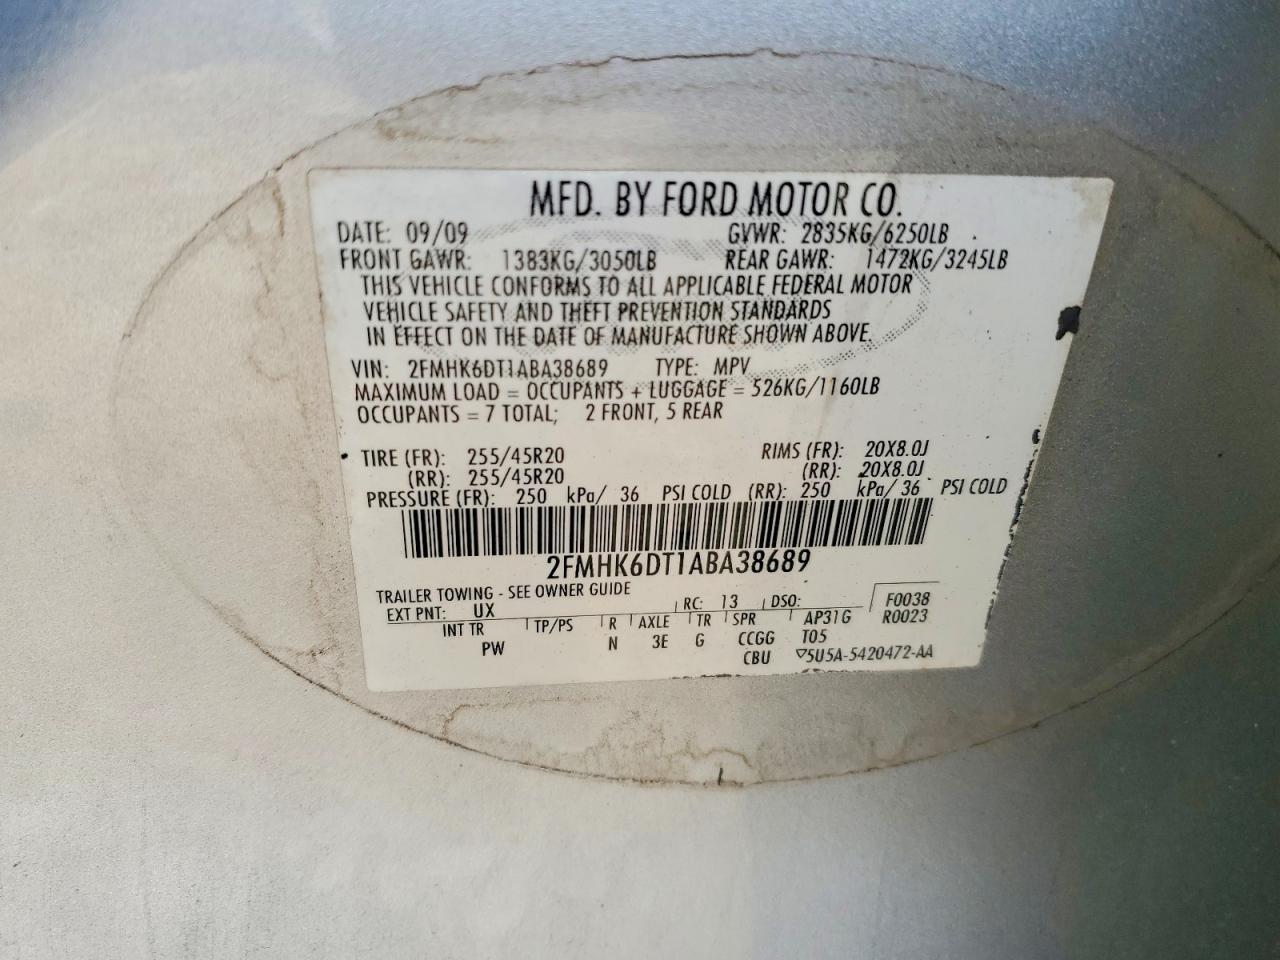 MFD. BY FORD MOTOR CO.
DATE: 09/09 GVWR: 2835KG/6250LB
FRONT GAWR: 1383KG/3050LB REAR GAWR: 1472KG/3245LB
THIS VEHICLE CONFORMS TO ALL APPLICABLE FEDERAL MOTOR
VEHICLE SAFETY AND THEFT PREVENTION STANDARDS
IN EFFECT ON THE DATE OF MANUFACTURE SHOWN ABOVE.
VIN: 2FMHK6DT1ABA38689 TYPE: MPV
MAXIMUM LOAD = OCCUPANTS + LUGGAGE = 526KG/1160LB
OCCUPANTS = 7 TOTAL; 2 FRONT, 5 REAR
TIRE (FR): 255/45R20 RIMS (FR): 20X8.0J
(RR): 255/45R20 (RR): 20X8.0J
PRESSURE (FR): 250 kPa/ 36 PSI COLD (RR): 250 kPa/ 36 PSI COLD
2FMHK6DT1ABA38689
TRAILER TOWING - SEE OWNER GUIDE
EXT PNT: UX RC: 13 DSO: F0038
INT TR TP/PS R AXLE TR SPR AP31G R0023
PW N 3E G CCGG T05
CBU ▽5U5A-5420472-AA